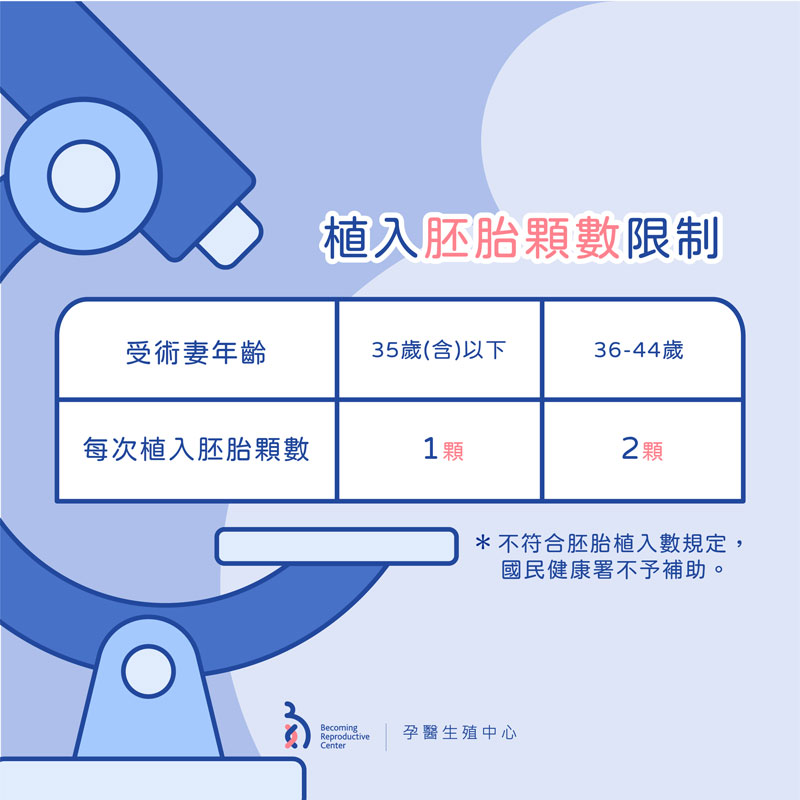 植入胚胎顆數限制
受術妻年齡
35歲(含)以下
36-44歲
每次植入胚胎顆數
1顆
2顆
＊不符合胚胎植入數規定，
國民健康署不予補助。
Becoming
Reproductive
Center
孕醫生殖中心